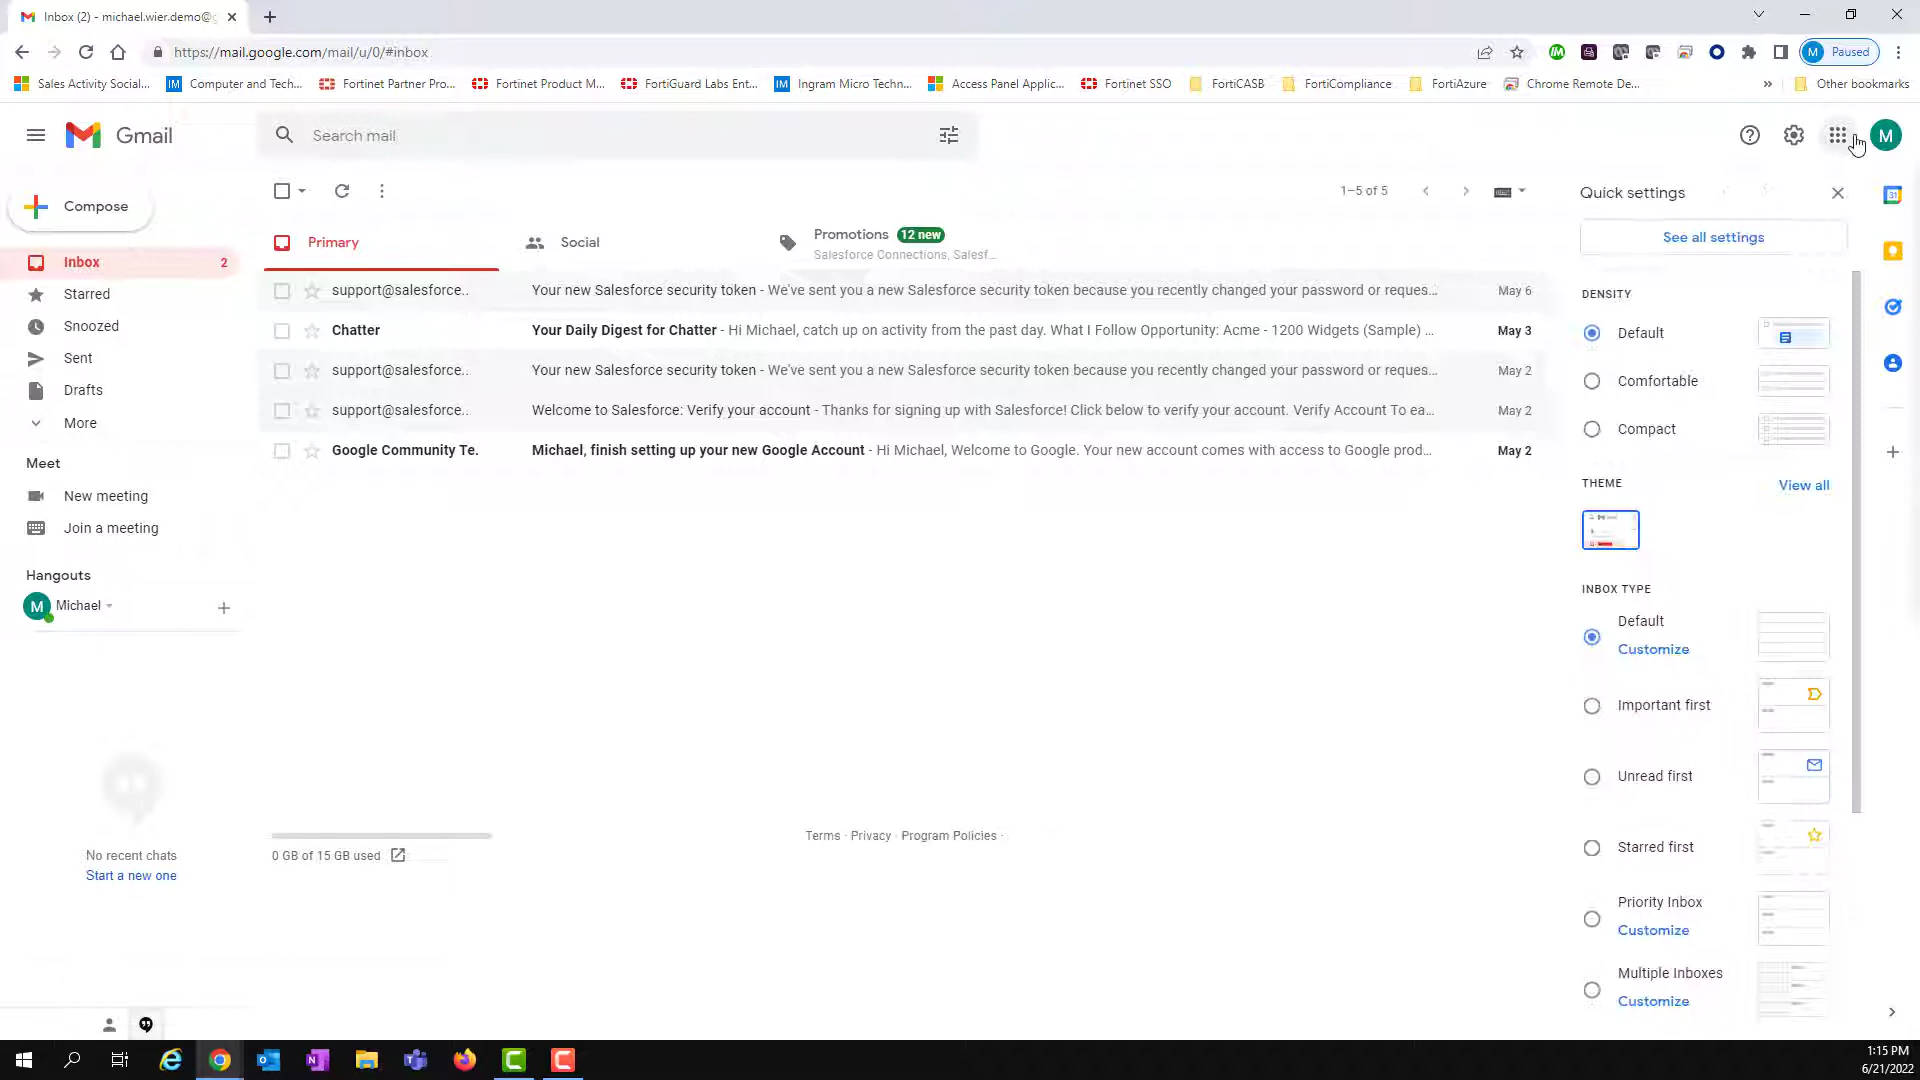 Inbox (2) - michael.wier.demo@g
https://mail.google.com/mail/u/0/#inbox
M Paused
Sales Activity Social...
IM Computer and Tech...
Fortinet Partner Pro...
Fortinet Product M...
FortiGuard Labs Ent...
IM Ingram Micro Techn...
Access Panel Applic...
Fortinet SSO
FortiCASB
FortiCompliance
FortiAzure
Chrome Remote De...
»
Other bookmarks
Gmail
Search mail
M
Compose
1–5 of 5
Quick settings
See all settings
Primary
Social
Promotions 12 new
Salesforce Connections, Salesf...
Inbox 2
Starred
Snoozed
Sent
Drafts
More
support@salesforce.. Your new Salesforce security token - We've sent you a new Salesforce security token because you recently changed your password or reques... May 6
Chatter Your Daily Digest for Chatter - Hi Michael, catch up on activity from the past day. What I Follow Opportunity: Acme - 1200 Widgets (Sample) ... May 3
support@salesforce.. Your new Salesforce security token - We've sent you a new Salesforce security token because you recently changed your password or reques... May 2
support@salesforce.. Welcome to Salesforce: Verify your account - Thanks for signing up with Salesforce! Click below to verify your account. Verify Account To ea... May 2
Google Community Te. Michael, finish setting up your new Google Account - Hi Michael, Welcome to Google. Your new account comes with access to Google prod... May 2
Meet
New meeting
Join a meeting
Hangouts
M Michael
No recent chats
Start a new one
0 GB of 15 GB used
Terms · Privacy · Program Policies ·
DENSITY
Default
Comfortable
Compact
THEME
View all
INBOX TYPE
Default
Customize
Important first
Unread first
Starred first
Priority Inbox
Customize
Multiple Inboxes
Customize
31
1:15 PM
6/21/2022